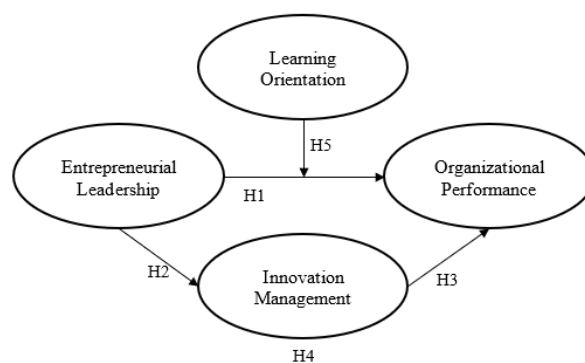 Learning
Orientation
H5
Entrepreneurial
Leadership
Organizational
Performance
H1
H2
Innovation
Management
H3
H4